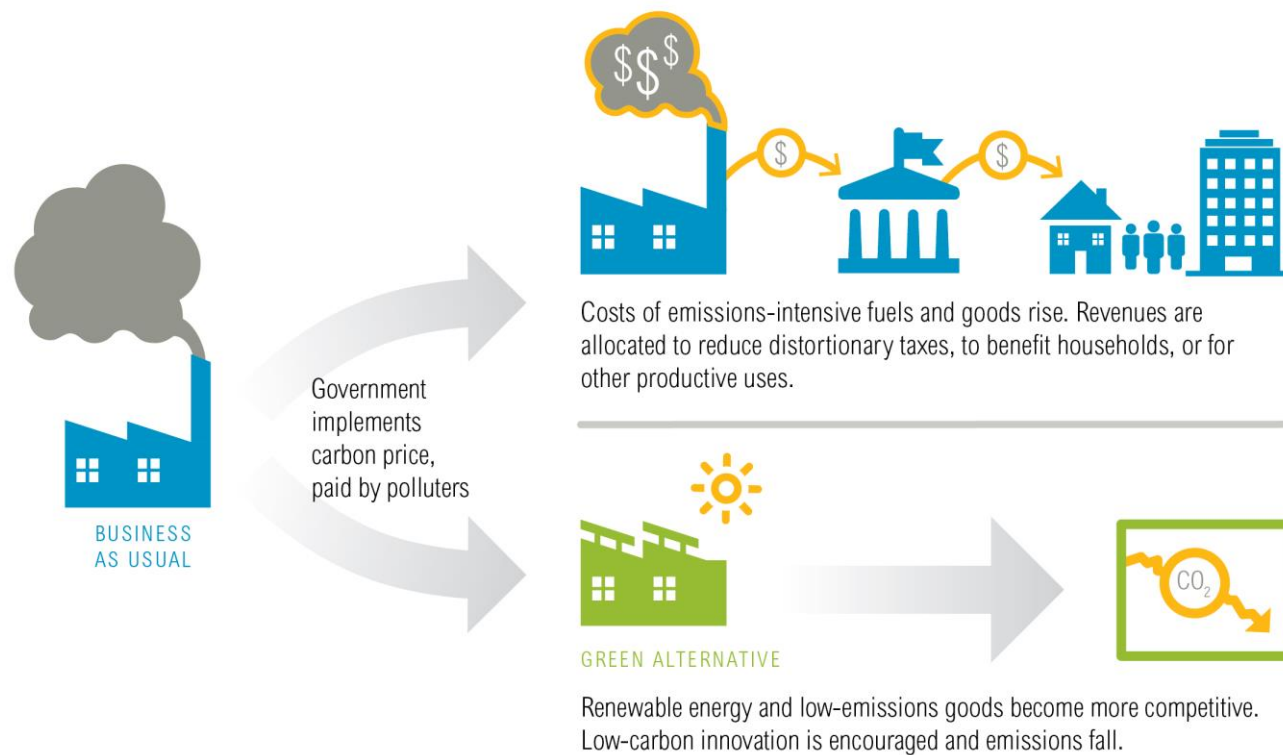 $ $ $
$
$
Costs of emissions-intensive fuels and goods rise. Revenues are
allocated to reduce distortionary taxes, to benefit households, or for
other productive uses.
Government
implements
carbon price,
paid by polluters
BUSINESS
AS USUAL
CO₂
GREEN ALTERNATIVE
Renewable energy and low-emissions goods become more competitive.
Low-carbon innovation is encouraged and emissions fall.